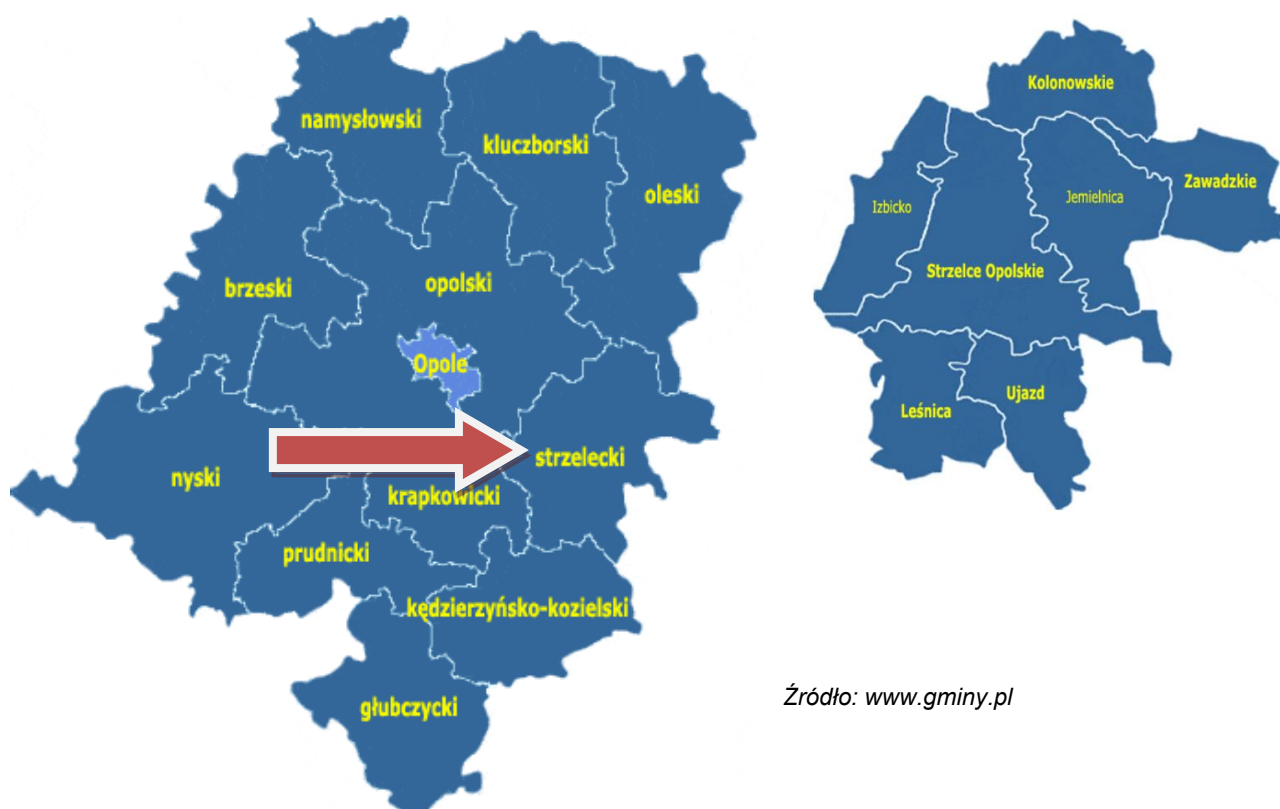 namysłowski
kluczborski
oleski
brzeski
opolski
Opole
strzelecki
nyski
krapkowicki
prudnicki
kędzierzyńsko-kozielski
głubczycki
Kolonowskie
Zawadzkie
Izbicko
Jemielnica
Strzelce Opolskie
Leśnica
Ujazd
Źródło: www.gminy.pl